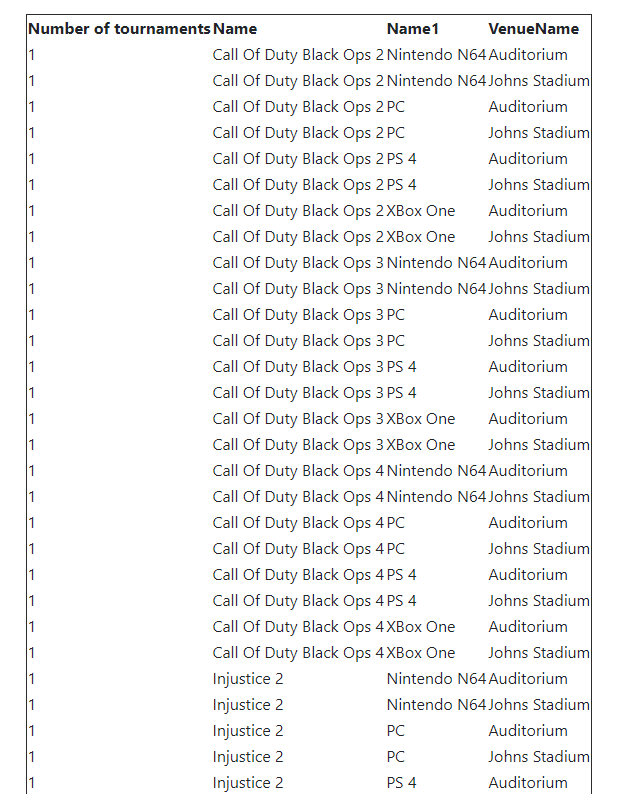 Number of tournaments Name Name1 VenueName
1 Call Of Duty Black Ops 2 Nintendo N64 Auditorium
1 Call Of Duty Black Ops 2 Nintendo N64 Johns Stadium
1 Call Of Duty Black Ops 2 PC Auditorium
1 Call Of Duty Black Ops 2 PC Johns Stadium
1 Call Of Duty Black Ops 2 PS 4 Auditorium
1 Call Of Duty Black Ops 2 PS 4 Johns Stadium
1 Call Of Duty Black Ops 2 XBox One Auditorium
1 Call Of Duty Black Ops 2 XBox One Johns Stadium
1 Call Of Duty Black Ops 3 Nintendo N64 Auditorium
1 Call Of Duty Black Ops 3 Nintendo N64 Johns Stadium
1 Call Of Duty Black Ops 3 PC Auditorium
1 Call Of Duty Black Ops 3 PC Johns Stadium
1 Call Of Duty Black Ops 3 PS 4 Auditorium
1 Call Of Duty Black Ops 3 PS 4 Johns Stadium
1 Call Of Duty Black Ops 3 XBox One Auditorium
1 Call Of Duty Black Ops 3 XBox One Johns Stadium
1 Call Of Duty Black Ops 4 Nintendo N64 Auditorium
1 Call Of Duty Black Ops 4 Nintendo N64 Johns Stadium
1 Call Of Duty Black Ops 4 PC Auditorium
1 Call Of Duty Black Ops 4 PC Johns Stadium
1 Call Of Duty Black Ops 4 PS 4 Auditorium
1 Call Of Duty Black Ops 4 PS 4 Johns Stadium
1 Call Of Duty Black Ops 4 XBox One Auditorium
1 Call Of Duty Black Ops 4 XBox One Johns Stadium
1 Injustice 2 Nintendo N64 Auditorium
1 Injustice 2 Nintendo N64 Johns Stadium
1 Injustice 2 PC Auditorium
1 Injustice 2 PC Johns Stadium
1 Injustice 2 PS 4 Auditorium